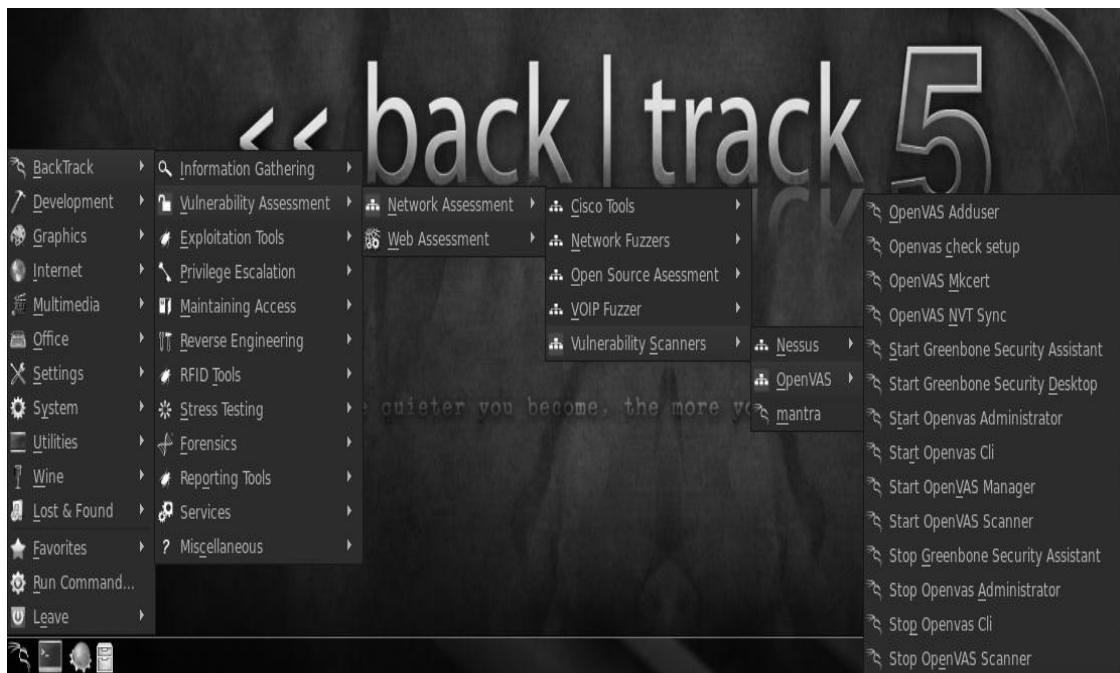 << back | track 5
BackTrack
Development
Graphics
Internet
Multimedia
Office
Settings
System
Utilities
Wine
Lost & Found
Favorites
Run Command...
Leave
Information Gathering
Vulnerability Assessment
Exploitation Tools
Privilege Escalation
Maintaining Access
Reverse Engineering
RFID Tools
Stress Testing
Forensics
Reporting Tools
Services
Miscellaneous
Network Assessment
Web Assessment
Cisco Tools
Network Fuzzers
Open Source Asessment
VOIP Fuzzer
Vulnerability Scanners
Nessus
OpenVAS
mantra
OpenVAS Adduser
Openvas check setup
OpenVAS Mkcert
OpenVAS NVT Sync
Start Greenbone Security Assistant
Start Greenbone Security Desktop
Start Openvas Administrator
Start Openvas Cli
Start OpenVAS Manager
Start OpenVAS Scanner
Stop Greenbone Security Assistant
Stop Openvas Administrator
Stop Openvas Cli
Stop OpenVAS Scanner
quieter you become, the more